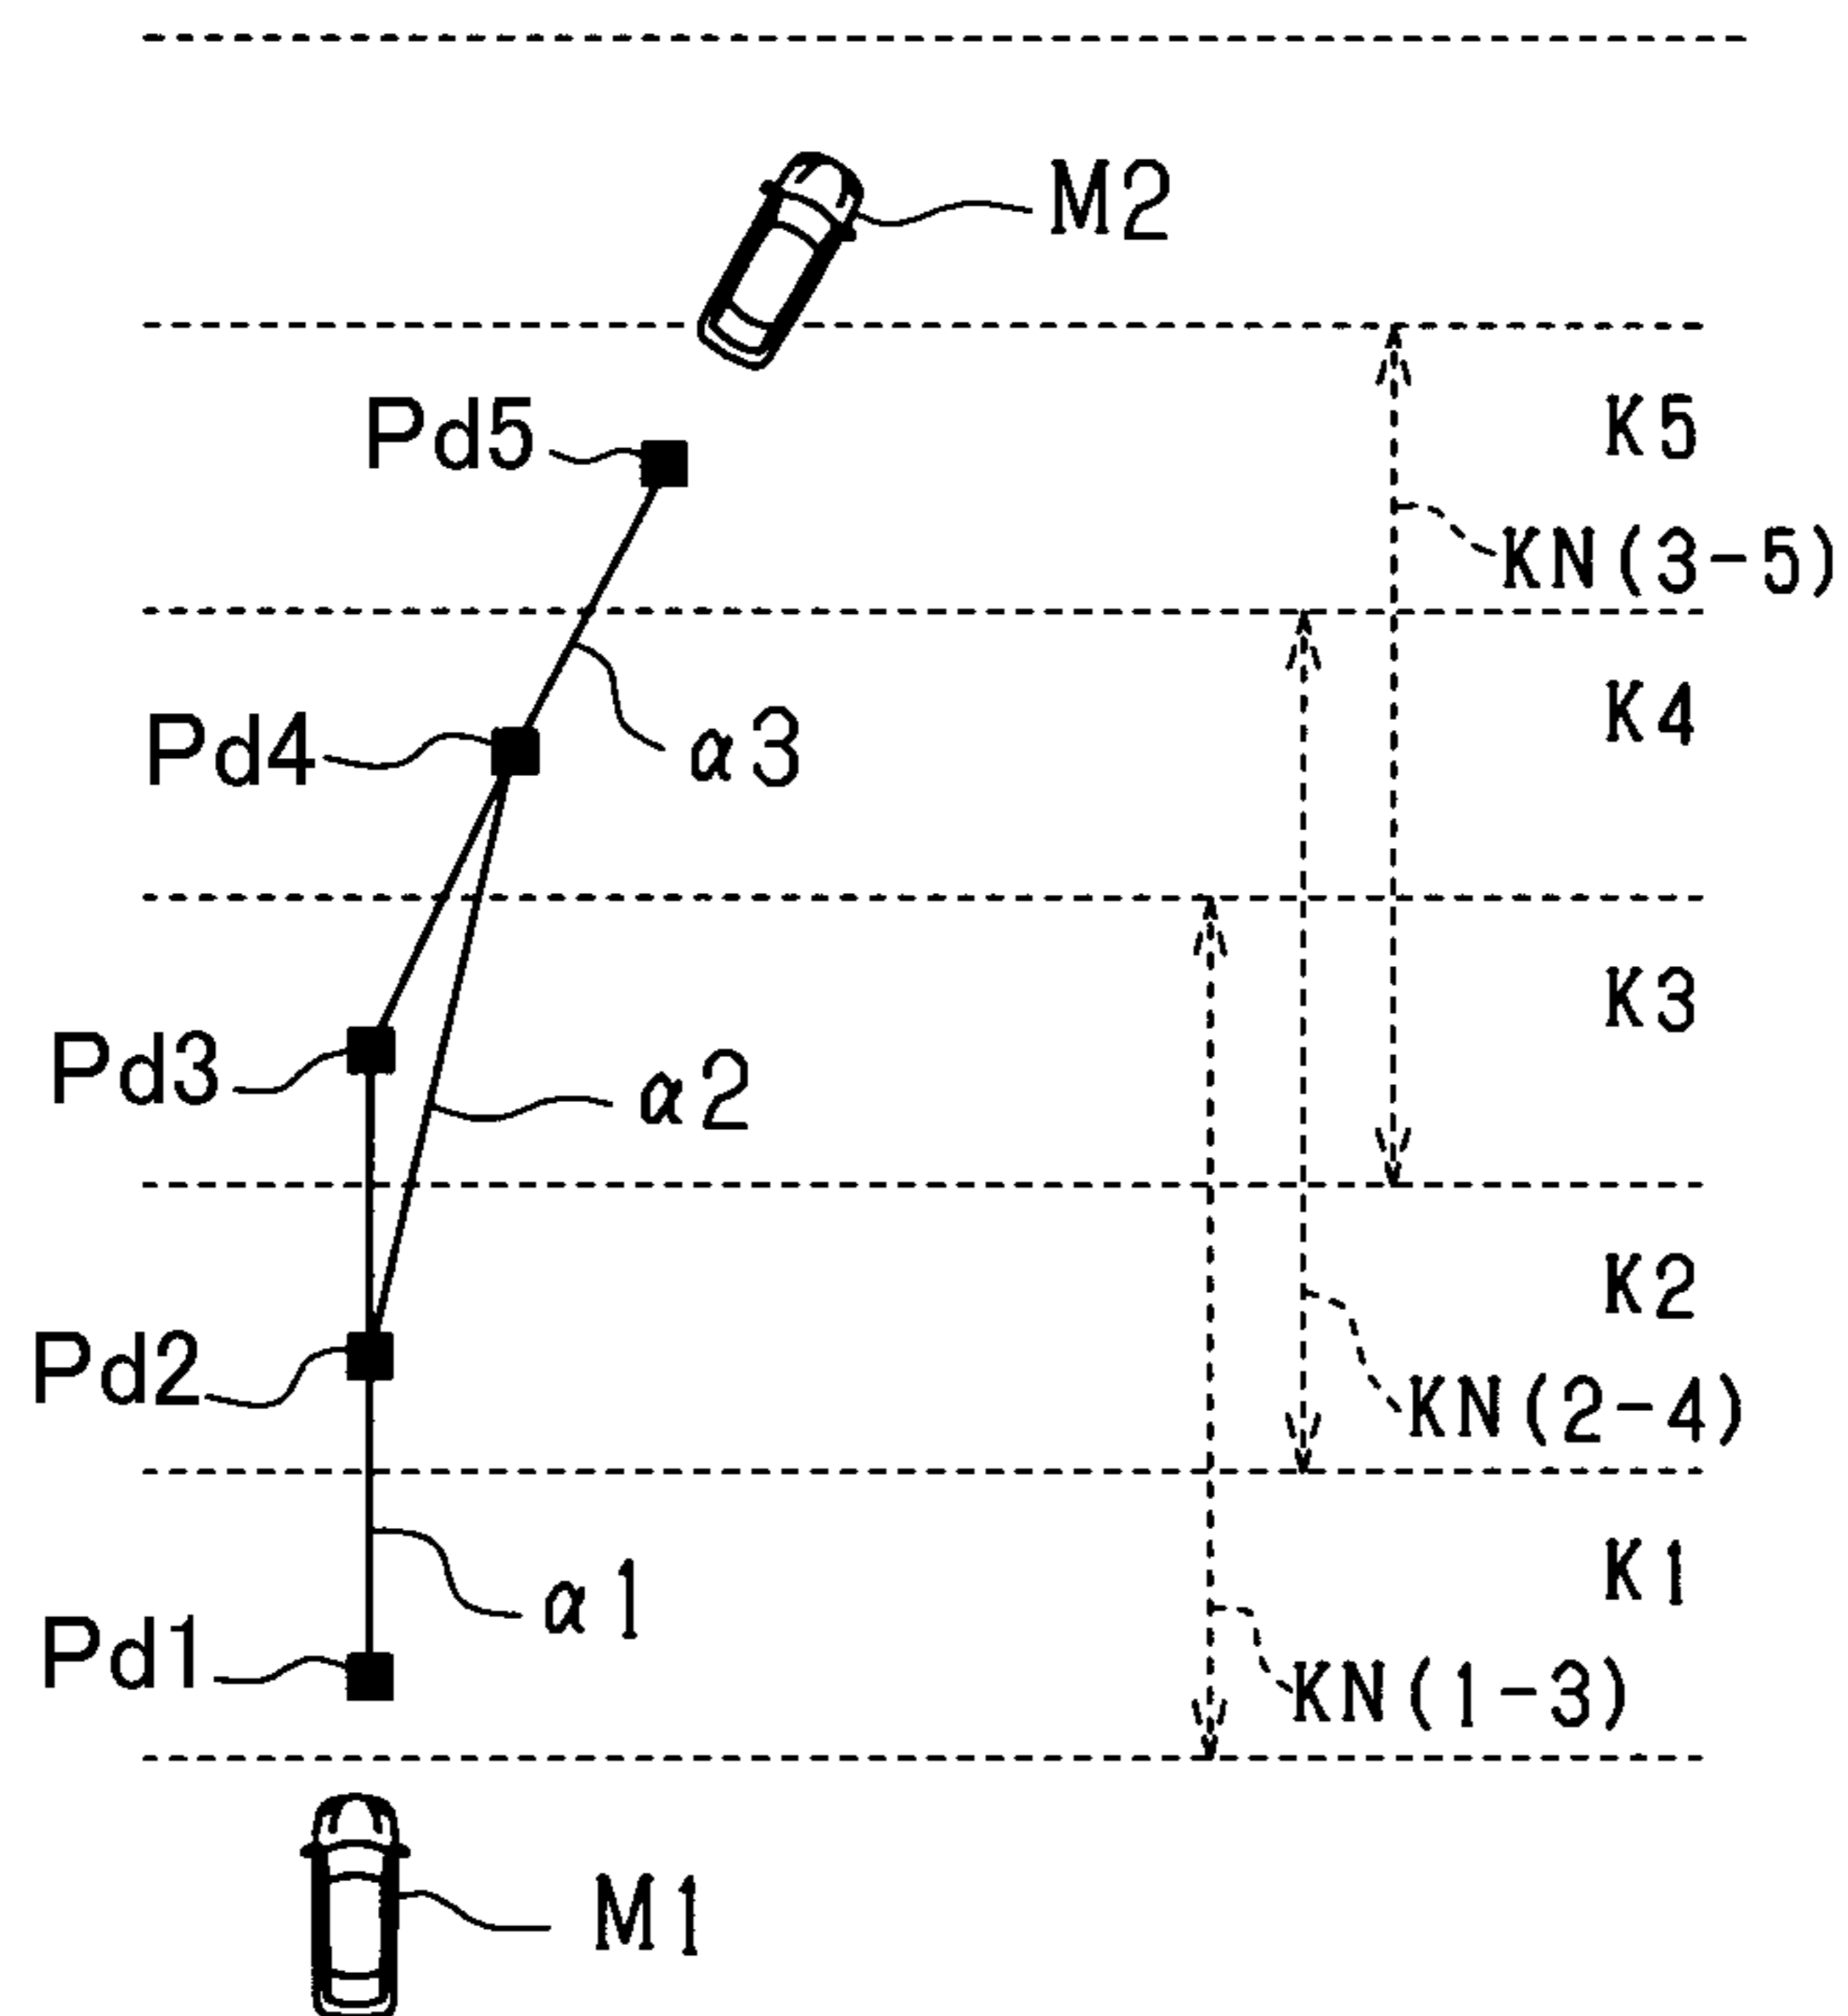 M2
Pd5
K5
KN(3-5)
Pd4
α3
K4
K3
Pd3
α2
K2
Pd2
KN(2-4)
K1
α1
Pd1
KN(1-3)
M1